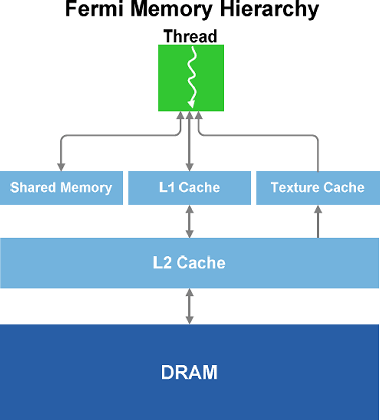 Fermi Memory Hierarchy
Thread
Shared Memory
L1 Cache
Texture Cache
L2 Cache
DRAM